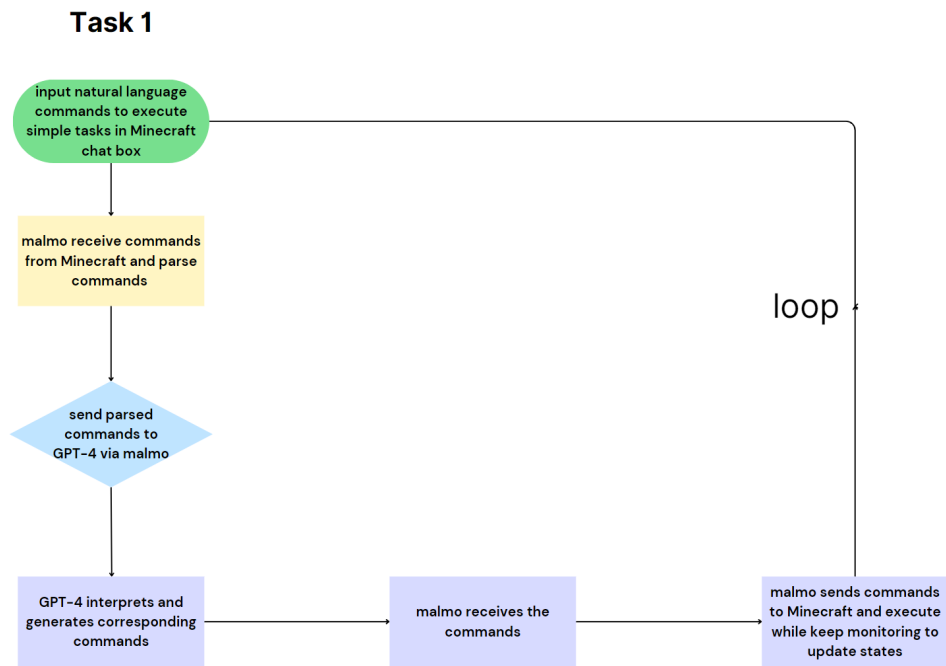 Task 1
input natural language
commands to execute
simple tasks in Minecraft
chat box
malmo receive commands
from Minecraft and parse
commands
loop
send parsed
commands to
GPT-4 via malmo
GPT-4 interprets and
generates corresponding
commands
malmo receives the
commands
malmo sends commands
to Minecraft and execute
while keep monitoring to
update states